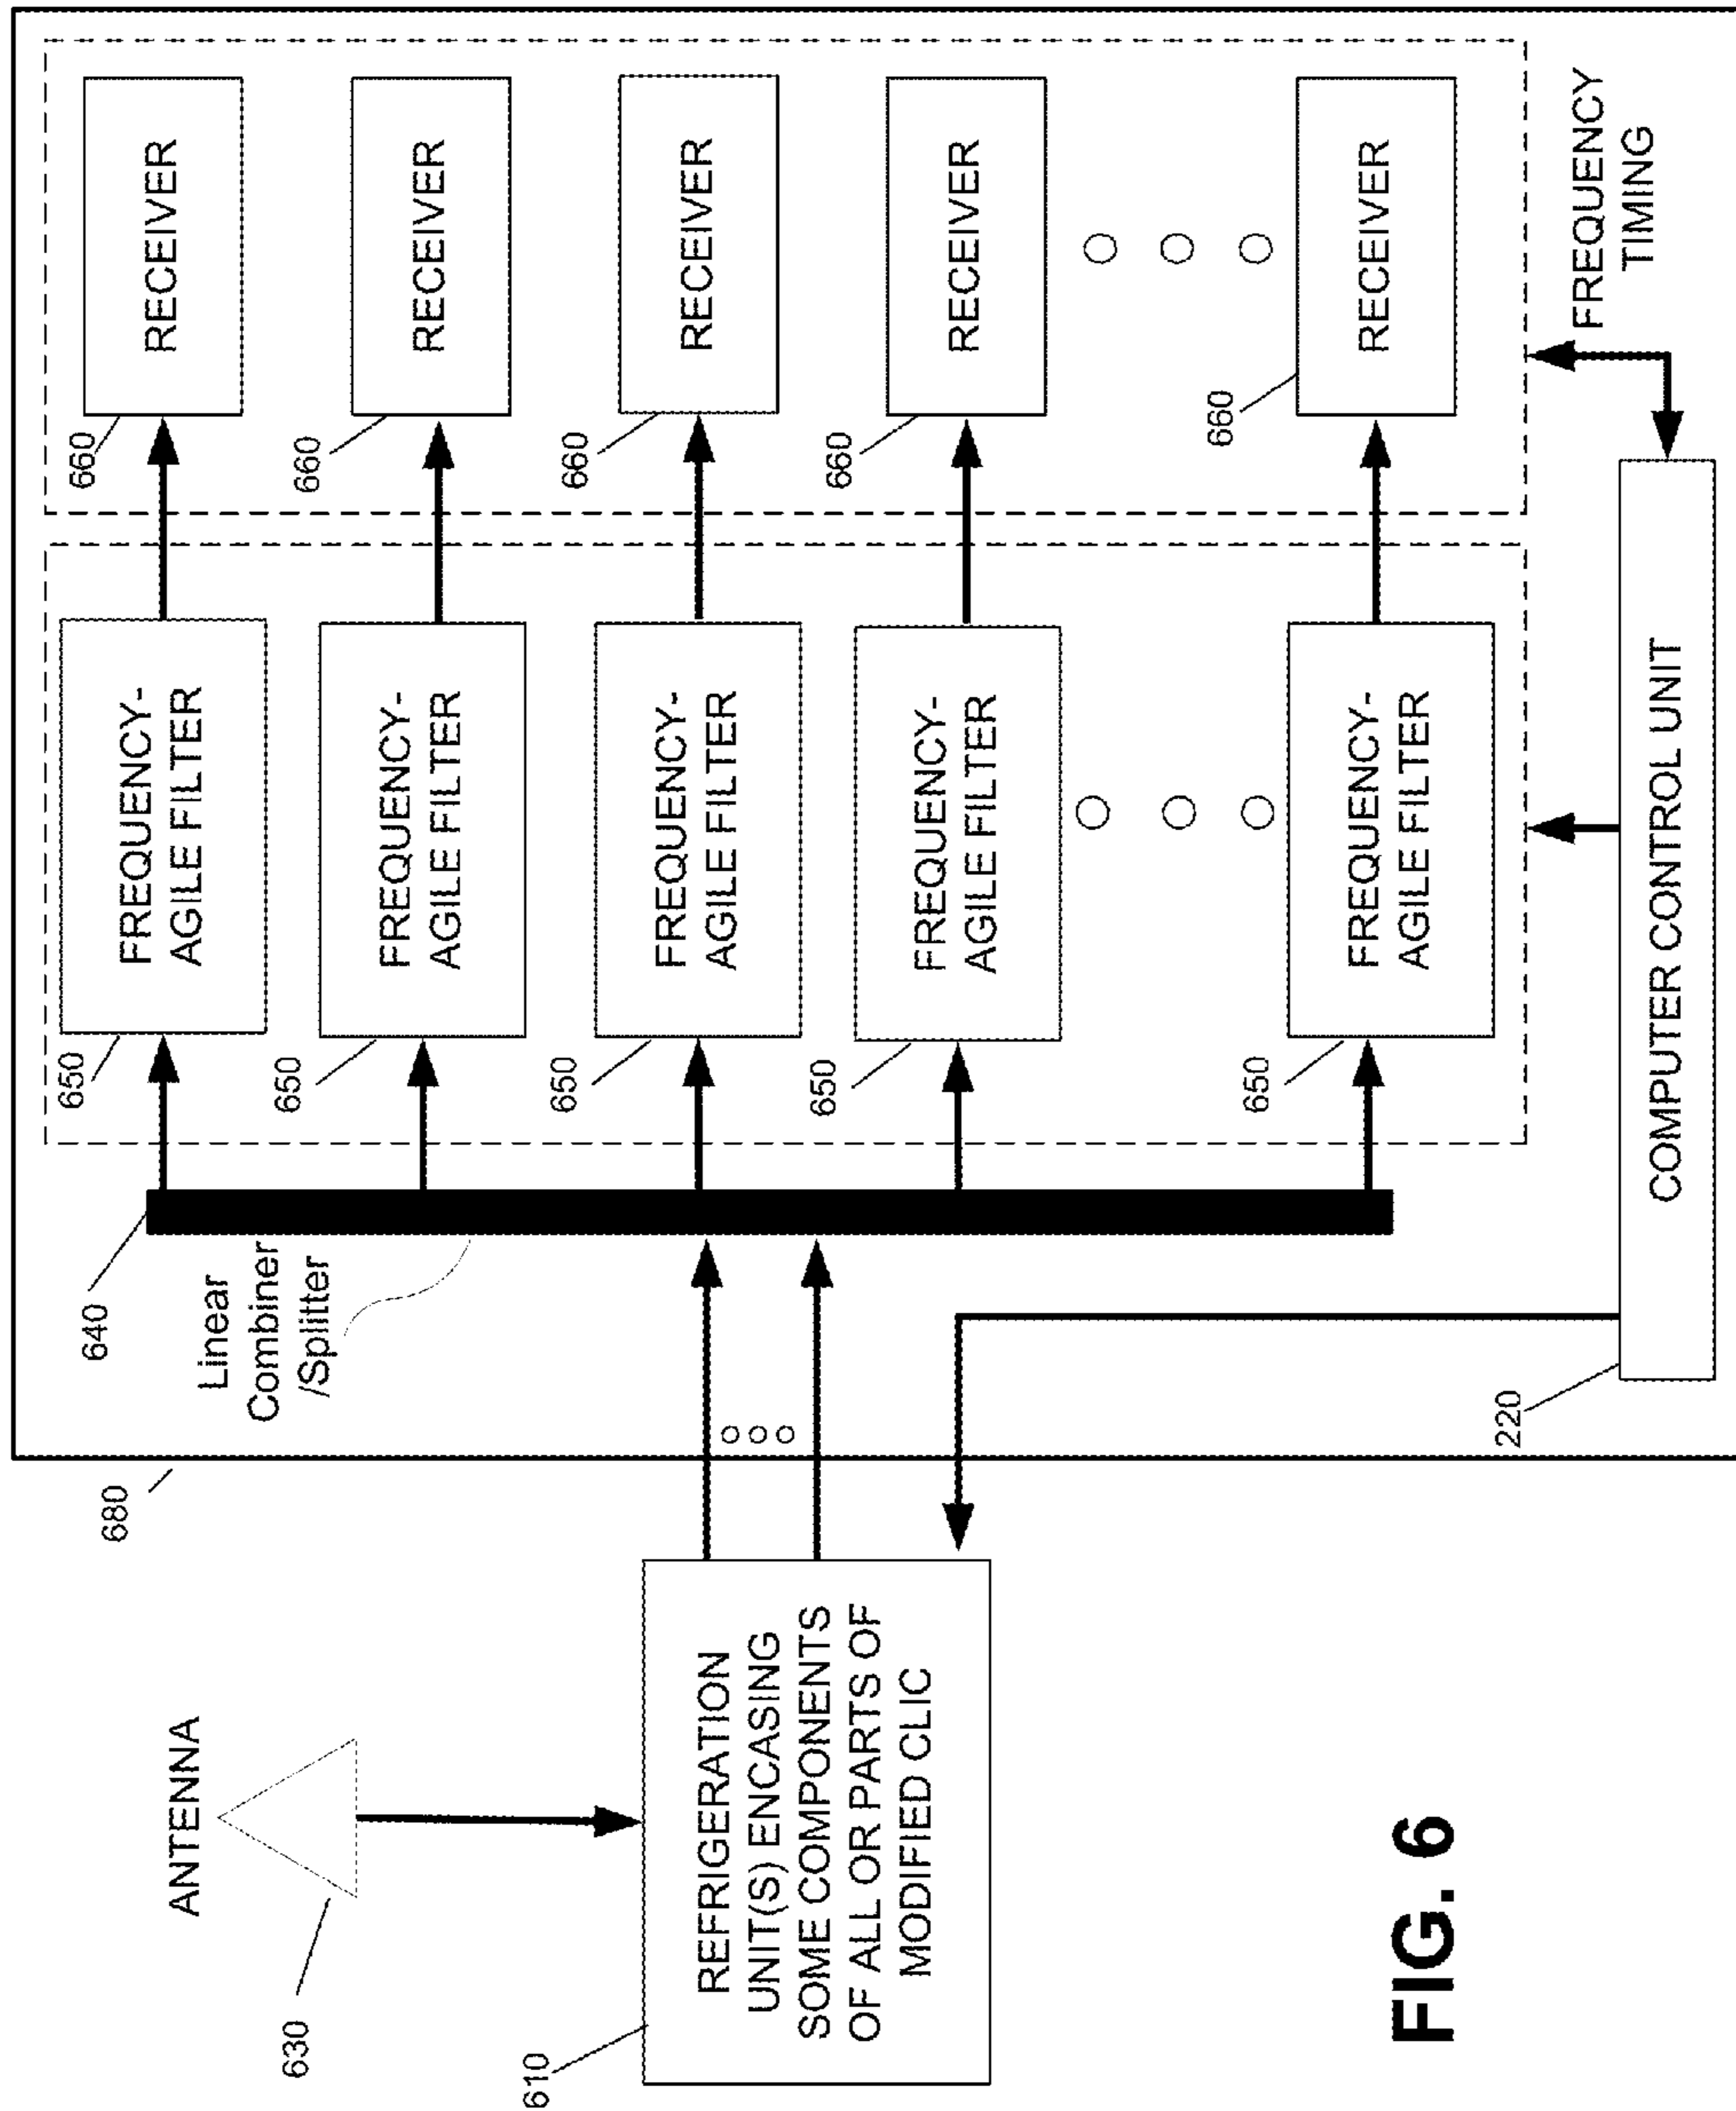 ANTENNA
630
REFRIGERATION
UNIT(S) ENCASING
SOME COMPONENTS
OF ALL OR PARTS OF
MODIFIED CLIC
610
680
640
Linear
Combiner
/Splitter
650
FREQUENCY-
AGILE FILTER
660
RECEIVER
650
FREQUENCY-
AGILE FILTER
660
RECEIVER
650
FREQUENCY-
AGILE FILTER
660
RECEIVER
650
FREQUENCY-
AGILE FILTER
660
RECEIVER
650
FREQUENCY-
AGILE FILTER
660
RECEIVER
FREQUENCY
TIMING
220
COMPUTER CONTROL UNIT
FIG. 6